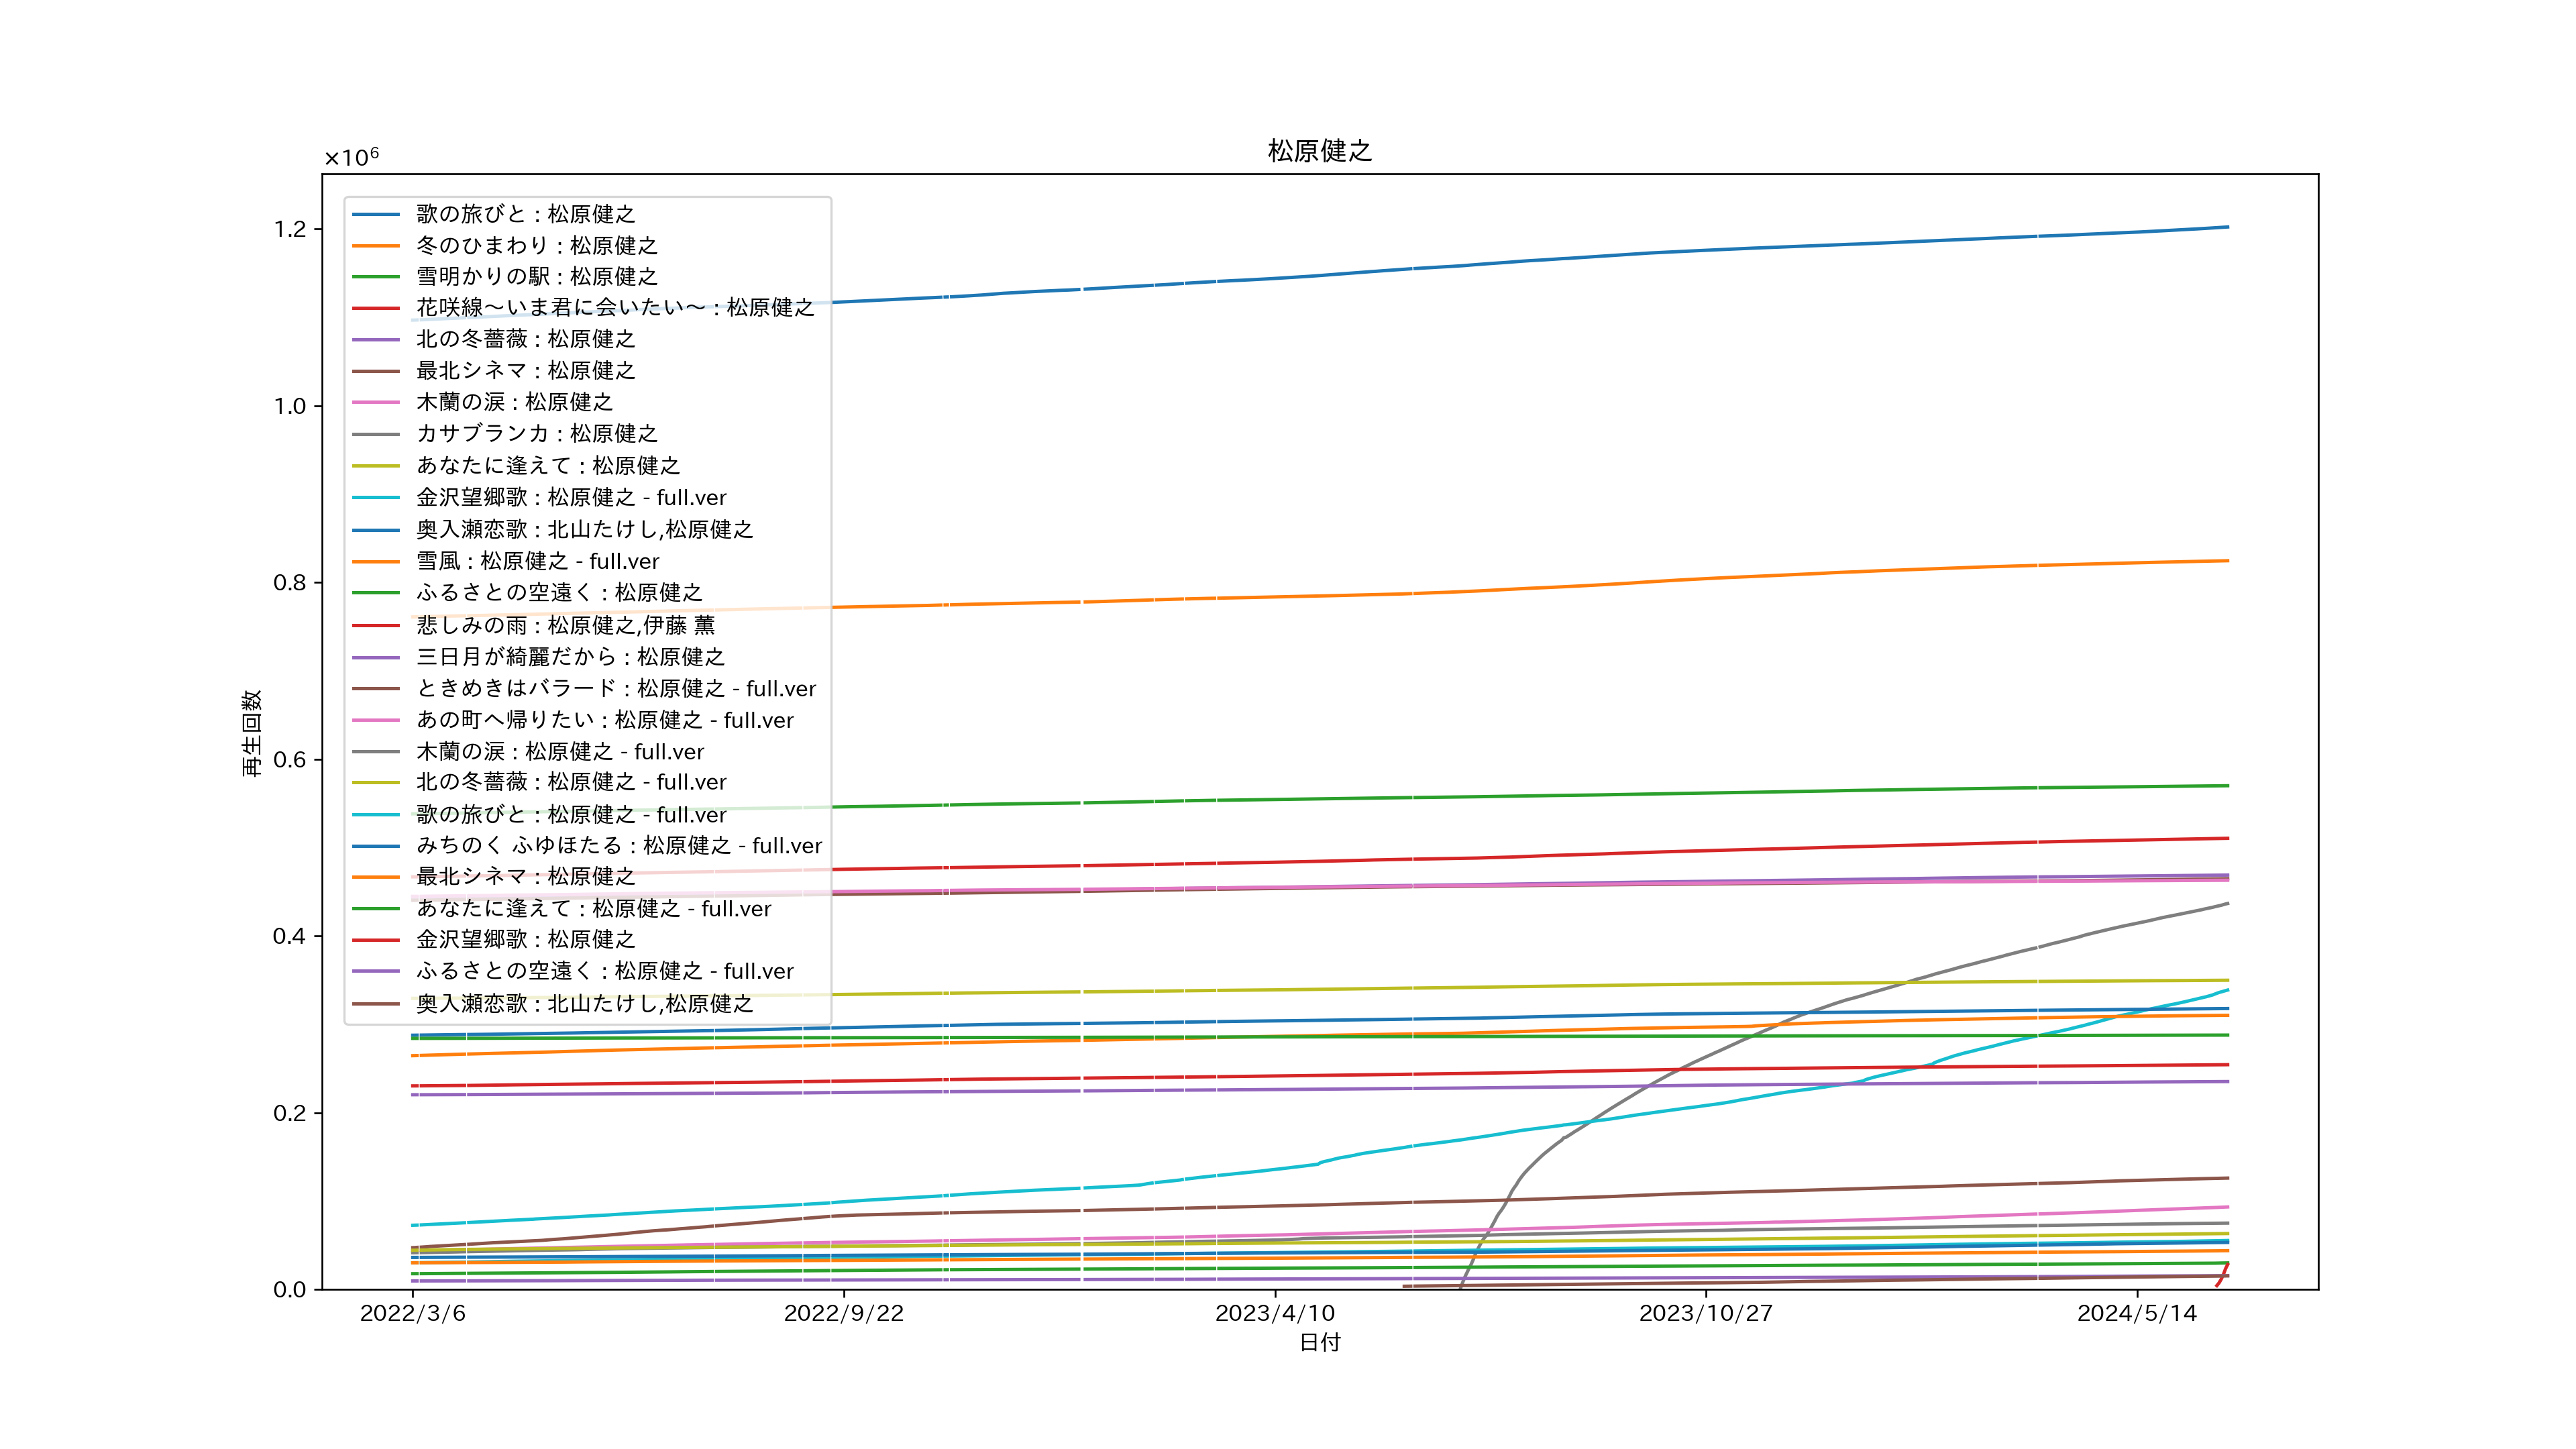 松原健之
×10⁶
1.2
1.0
0.8
0.6
0.4
0.2
0.0
再生回数
歌の旅びと : 松原健之
冬のひまわり : 松原健之
雪明かりの駅 : 松原健之
花咲線〜いま君に会いたい〜 : 松原健之
北の冬薔薇 : 松原健之
最北シネマ : 松原健之
木蘭の涙 : 松原健之
カサブランカ : 松原健之
あなたに逢えて : 松原健之
金沢望郷歌 : 松原健之 - full.ver
奥入瀬恋歌 : 北山たけし,松原健之
雪風 : 松原健之 - full.ver
ふるさとの空遠く : 松原健之
悲しみの雨 : 松原健之,伊藤 薫
三日月が綺麗だから : 松原健之
ときめきはバラード : 松原健之 - full.ver
あの町へ帰りたい : 松原健之 - full.ver
木蘭の涙 : 松原健之 - full.ver
北の冬薔薇 : 松原健之 - full.ver
歌の旅びと : 松原健之 - full.ver
みちのく ふゆほたる : 松原健之 - full.ver
最北シネマ : 松原健之
あなたに逢えて : 松原健之 - full.ver
金沢望郷歌 : 松原健之
ふるさとの空遠く : 松原健之 - full.ver
奥入瀬恋歌 : 北山たけし,松原健之
2022/3/6
2022/9/22
2023/4/10
2023/10/27
2024/5/14
日付